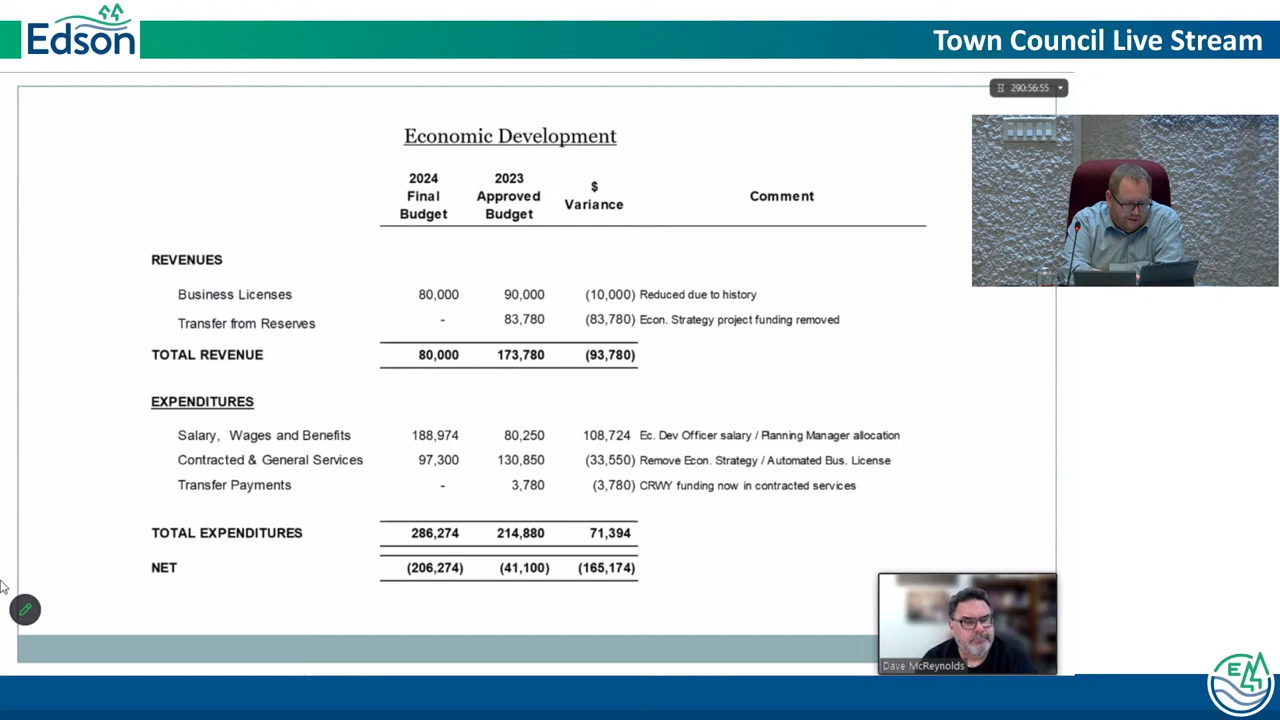 Edson
Town Council Live Stream
290:56:55
Economic Development
2024 Final Budget
2023 Approved Budget
$ Variance
Comment
REVENUES
Business Licenses 80,000 90,000 (10,000) Reduced due to history
Transfer from Reserves - 83,780 (83,780) Econ. Strategy project funding removed
TOTAL REVENUE 80,000 173,780 (93,780)
EXPENDITURES
Salary, Wages and Benefits 188,974 80,250 108,724 Ec. Dev Officer salary / Planning Manager allocation
Contracted & General Services 97,300 130,850 (33,550) Remove Econ. Strategy / Automated Bus. License
Transfer Payments - 3,780 (3,780) CRWY funding now in contracted services
TOTAL EXPENDITURES 286,274 214,880 71,394
NET (206,274) (41,100) (165,174)
Dave McReynolds